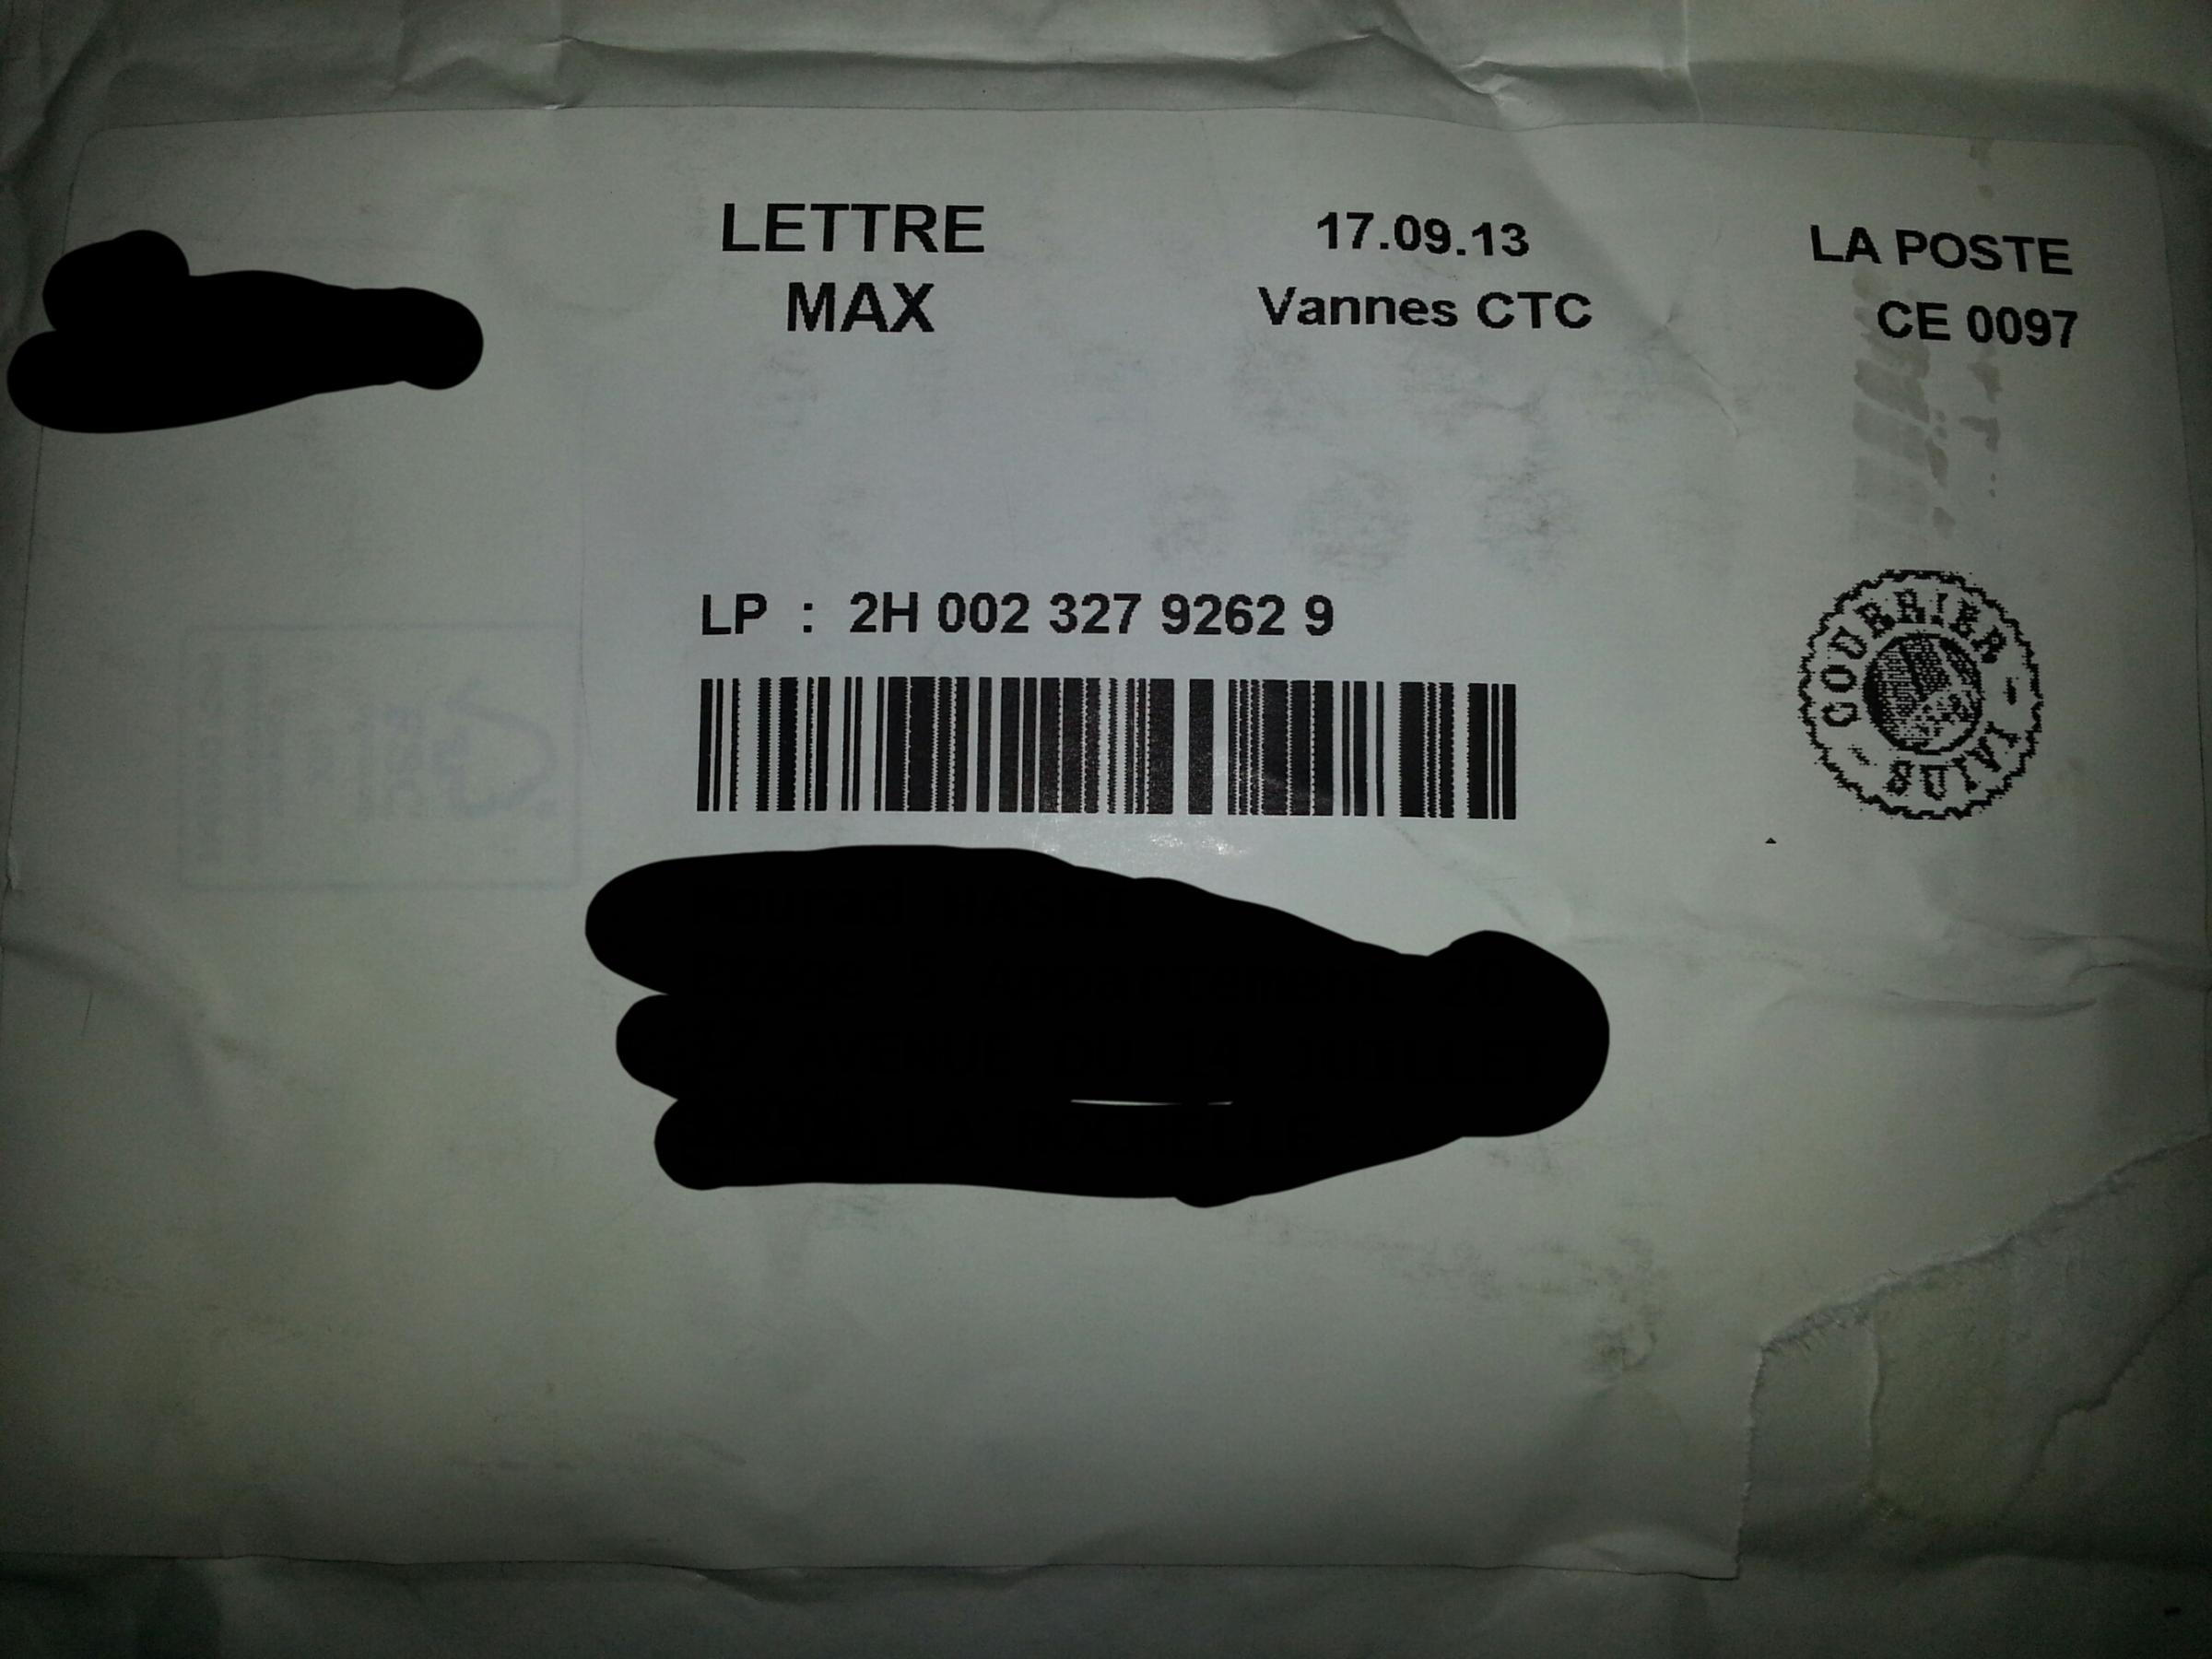 LETTRE
MAX
17.09.13
Vannes CTC
LA POSTE
CE 0097
LP : 2H 002 327 9262 9
COURRIER - SUIVI -